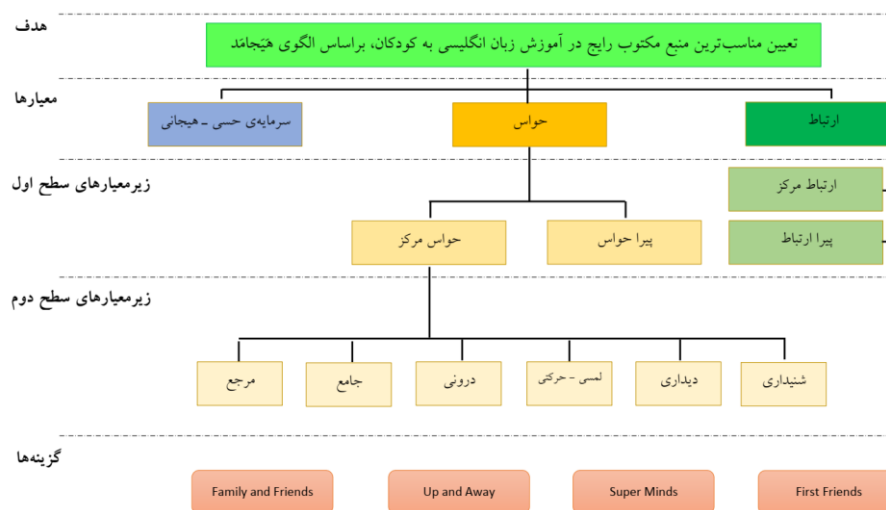 هدف
تعیین مناسب‌ترین منبع مکتوب رایج در آموزش زبان انگلیسی به کودکان، براساس الگوی هَیَجامَد
معیارها
ارتباط
حواس
سرمایه‌ی حسی ـ هیجانی
زیرمعیارهای سطح اول
ارتباط مرکز
پیرا ارتباط
پیرا حواس
حواس مرکز
زیرمعیارهای سطح دوم
شنیداری
دیداری
لمسی - حرکتی
درونی
جامع
مرجع
گزینه‌ها
Family and Friends
Up and Away
Super Minds
First Friends